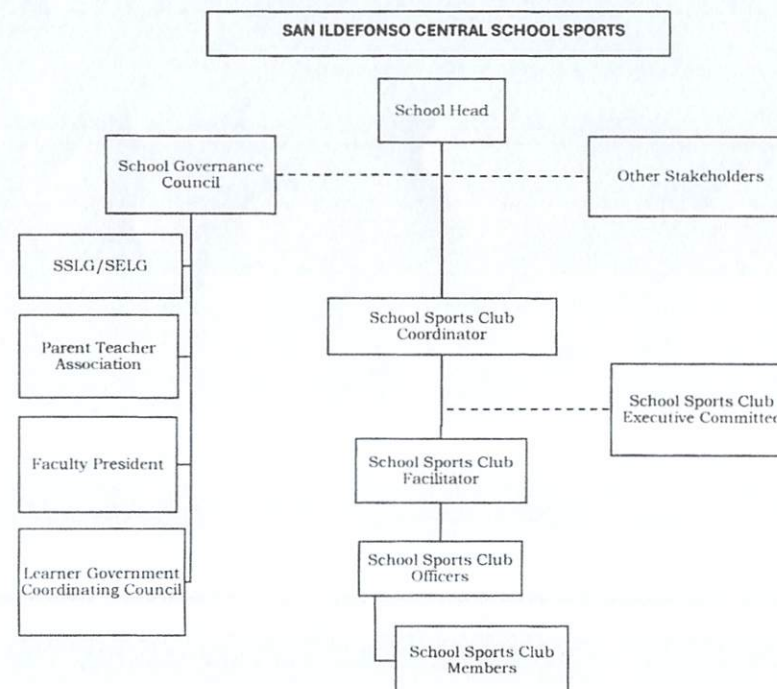 SAN ILDEFONSO CENTRAL SCHOOL SPORTS
School Head
School Governance
Council
Other Stakeholders
SSLG/SELG
School Sports Club
Coordinator
Parent Teacher
Association
School Sports Club
Executive Committee
Faculty President
School Sports Club
Facilitator
Learner Government
Coordinating Council
School Sports Club
Officers
School Sports Club
Members